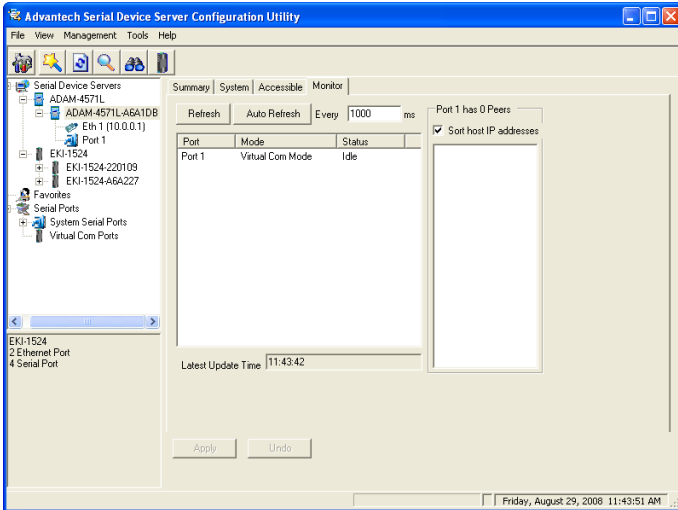 Advantech Serial Device Server Configuration Utility
File View Management Tools Help
Serial Device Servers
ADAM-4571L
ADAM-4571L-A6A1DB
Eth 1 (10.0.0.1)
Port 1
EKI-1524
EKI-1524-220109
EKI-1524-A6A227
Favorites
Serial Ports
System Serial Ports
Virtual Com Ports
EKI-1524
2 Ethernet Port
4 Serial Port
Summary System Accessible Monitor
Refresh Auto Refresh Every 1000 ms
Port Mode Status
Port 1 Virtual Com Mode Idle
Latest Update Time 11:43:42
Port 1 has 0 Peers
Sort host IP addresses
Apply Undo
Friday, August 29, 2008 11:43:51 AM